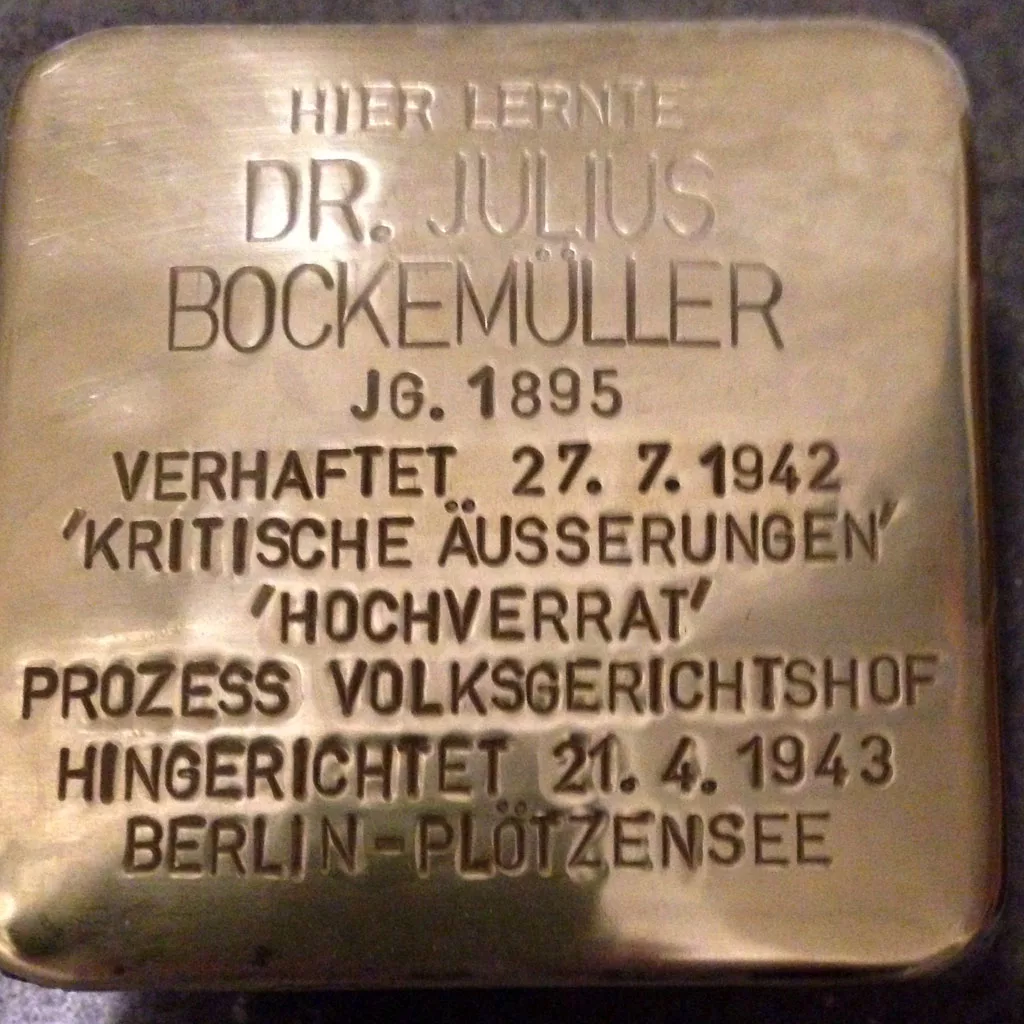 HIER LERNTE
DR. JULIUS
BOCKEMÜLLER
JG. 1895
VERHAFTET 27. 7. 1942
'KRITISCHE ÄUSSERUNGEN'
'HOCHVERRAT'
PROZESS VOLKSGERICHTSHOF
HINGERICHTET 21. 4. 1943
BERLIN-PLÖTZENSEE